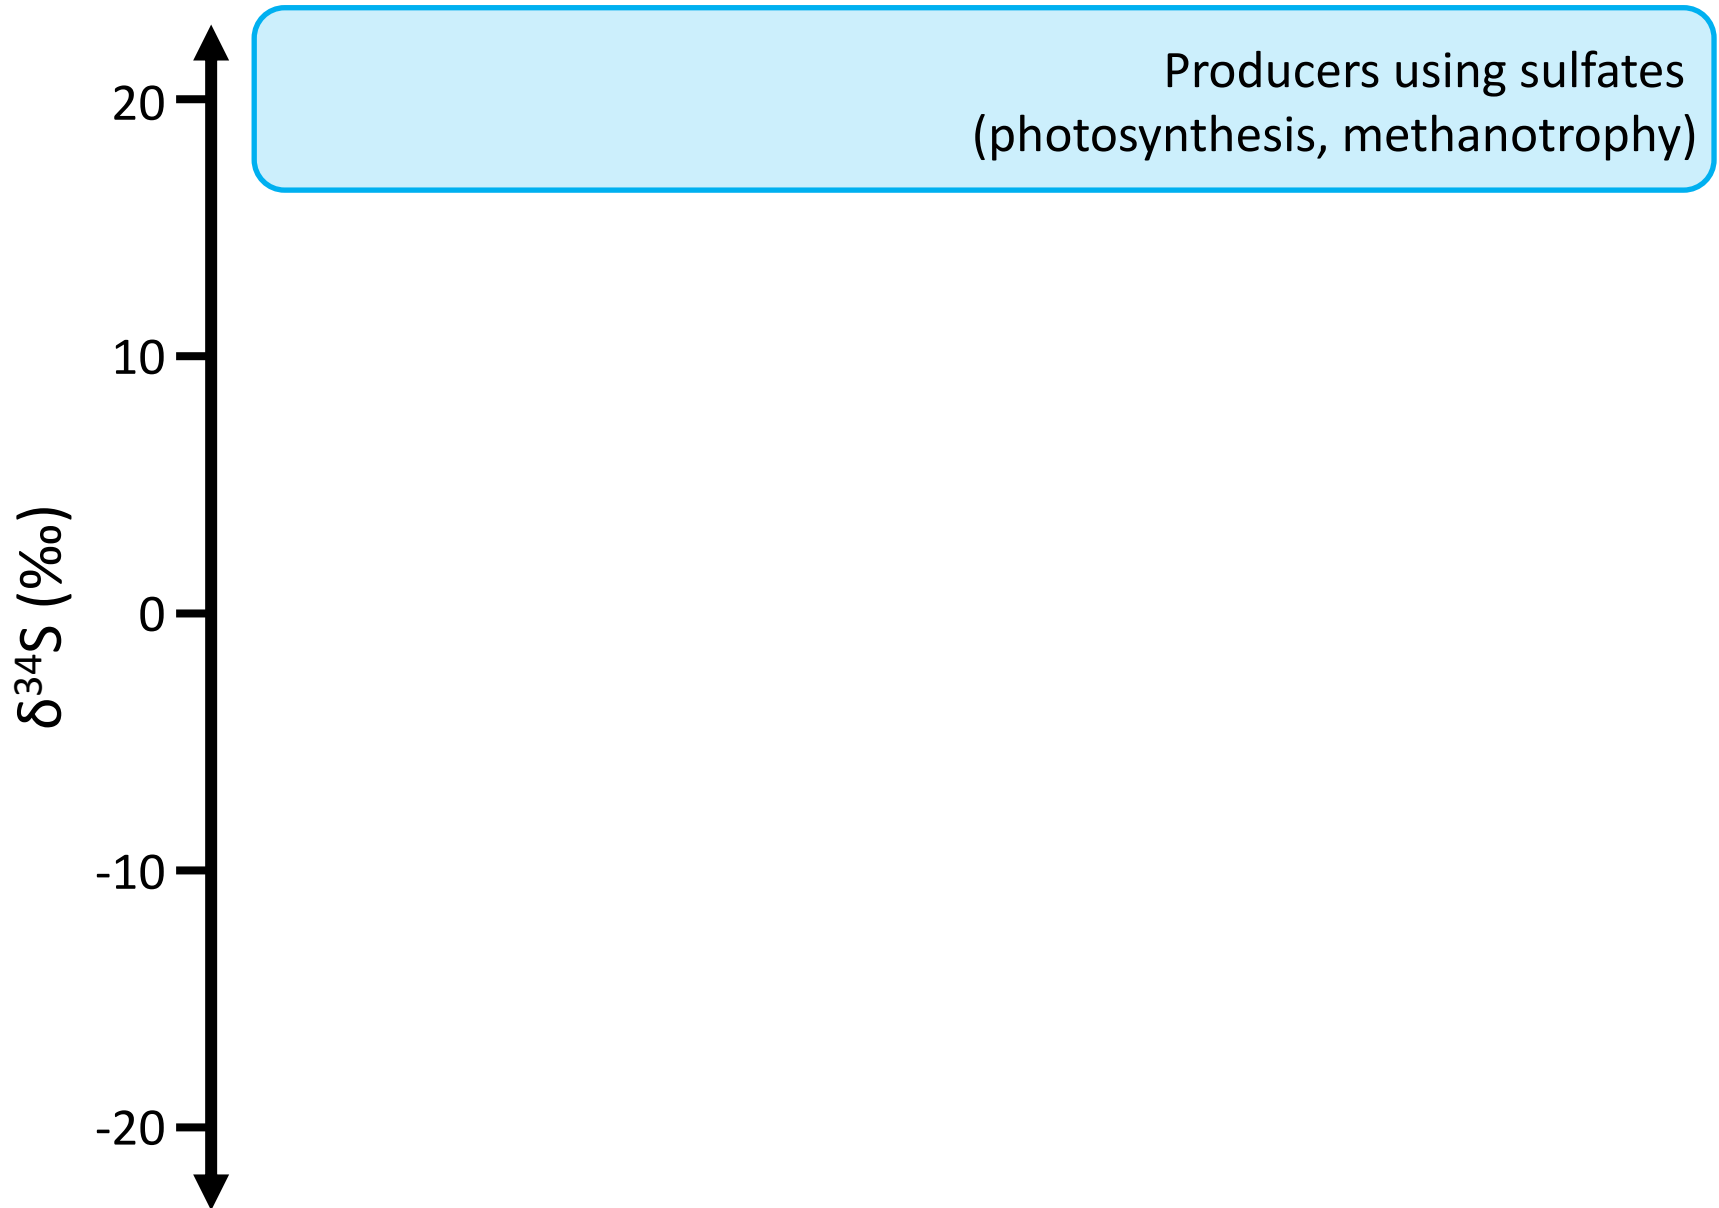 Producers using sulfates
(photosynthesis, methanotrophy)
20
10
0
-10
-20
δ³⁴S (‰)